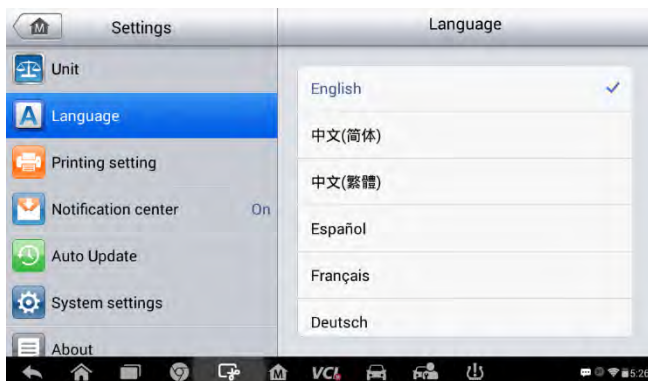 M
Settings
Unit
A
Language
Printing setting
Notification center On
Auto Update
System settings
About
Language
English
中文(简体)
中文(繁體)
Español
Français
Deutsch
M
VCI
5:26